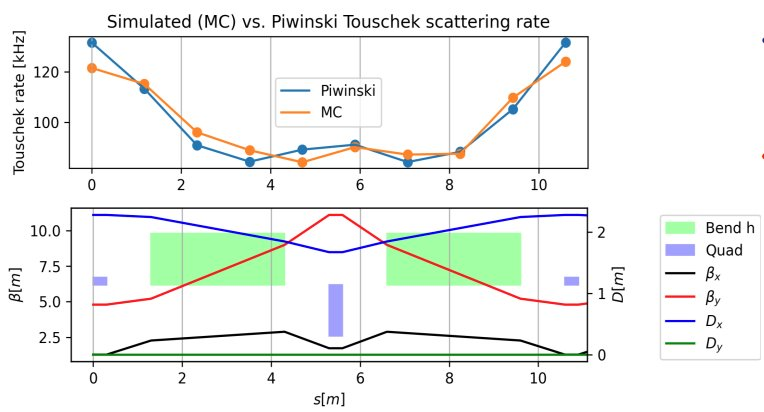 Simulated (MC) vs. Piwinski Touschek scattering rate
Touschek rate [kHz]
120
100
Piwinski
MC
0 2 4 6 8 10
β[m]
10.0
7.5
5.0
2.5
2
1
0
D[m]
0 2 4 6 8 10
s[m]
Bend h
Quad
βx
βy
Dx
Dy